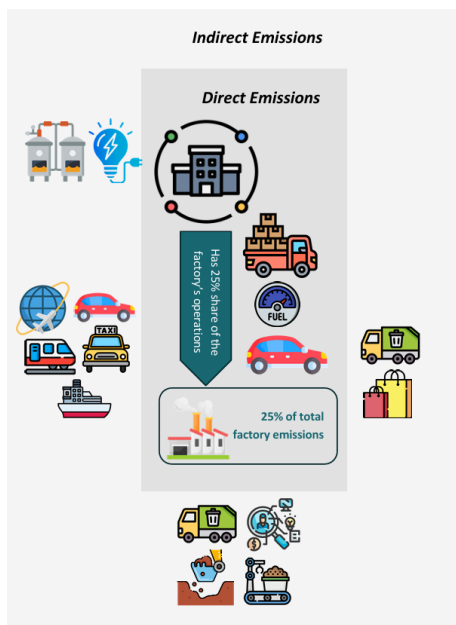 Indirect Emissions
Direct Emissions
Has 25% share of the
factory's operations
FUEL
TAXI
25% of total
factory emissions